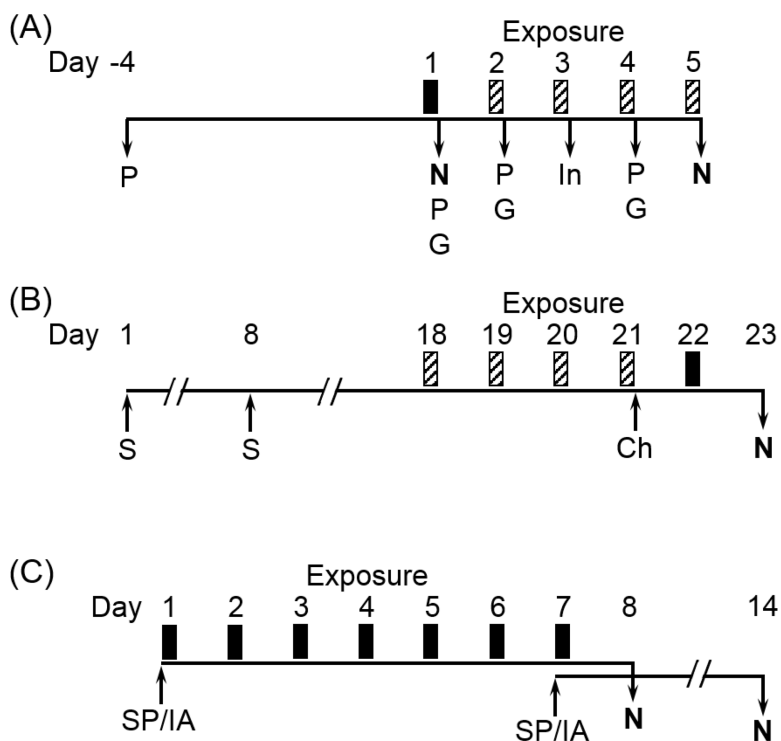 (A)
Exposure
Day -4 1 2 3 4 5
P N P In P N
P G G
G
(B)
Exposure
Day 1 8 18 19 20 21 22 23
S S Ch N
(C)
Exposure
Day 1 2 3 4 5 6 7 8 14
SP/IA SP/IA N N